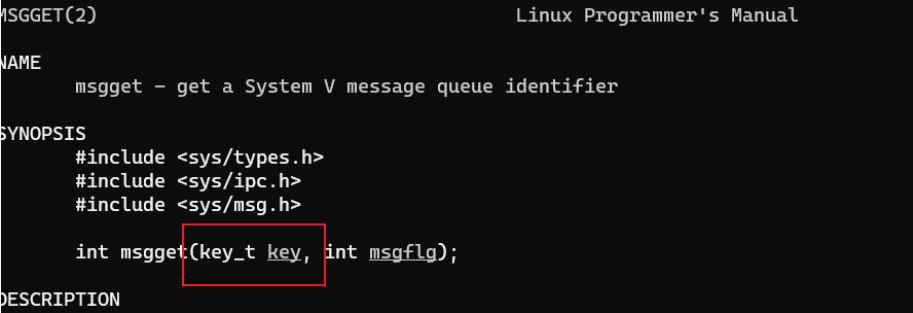 MSGGET(2) Linux Programmer's Manual
NAME
msgget – get a System V message queue identifier
SYNOPSIS
#include <sys/types.h>
#include <sys/ipc.h>
#include <sys/msg.h>
int msgget(key_t key, int msgflg);
DESCRIPTION